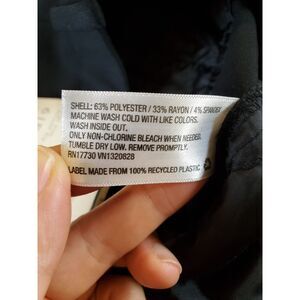 SHELL: 63% POLYESTER / 33% RAYON / 4% SPANDEX
MACHINE WASH COLD WITH LIKE COLORS.
WASH INSIDE OUT.
ONLY NON-CHLORINE BLEACH WHEN NEEDED.
TUMBLE DRY LOW. REMOVE PROMPTLY.
RN17730 VN1320828
LABEL MADE FROM 100% RECYCLED PLASTIC